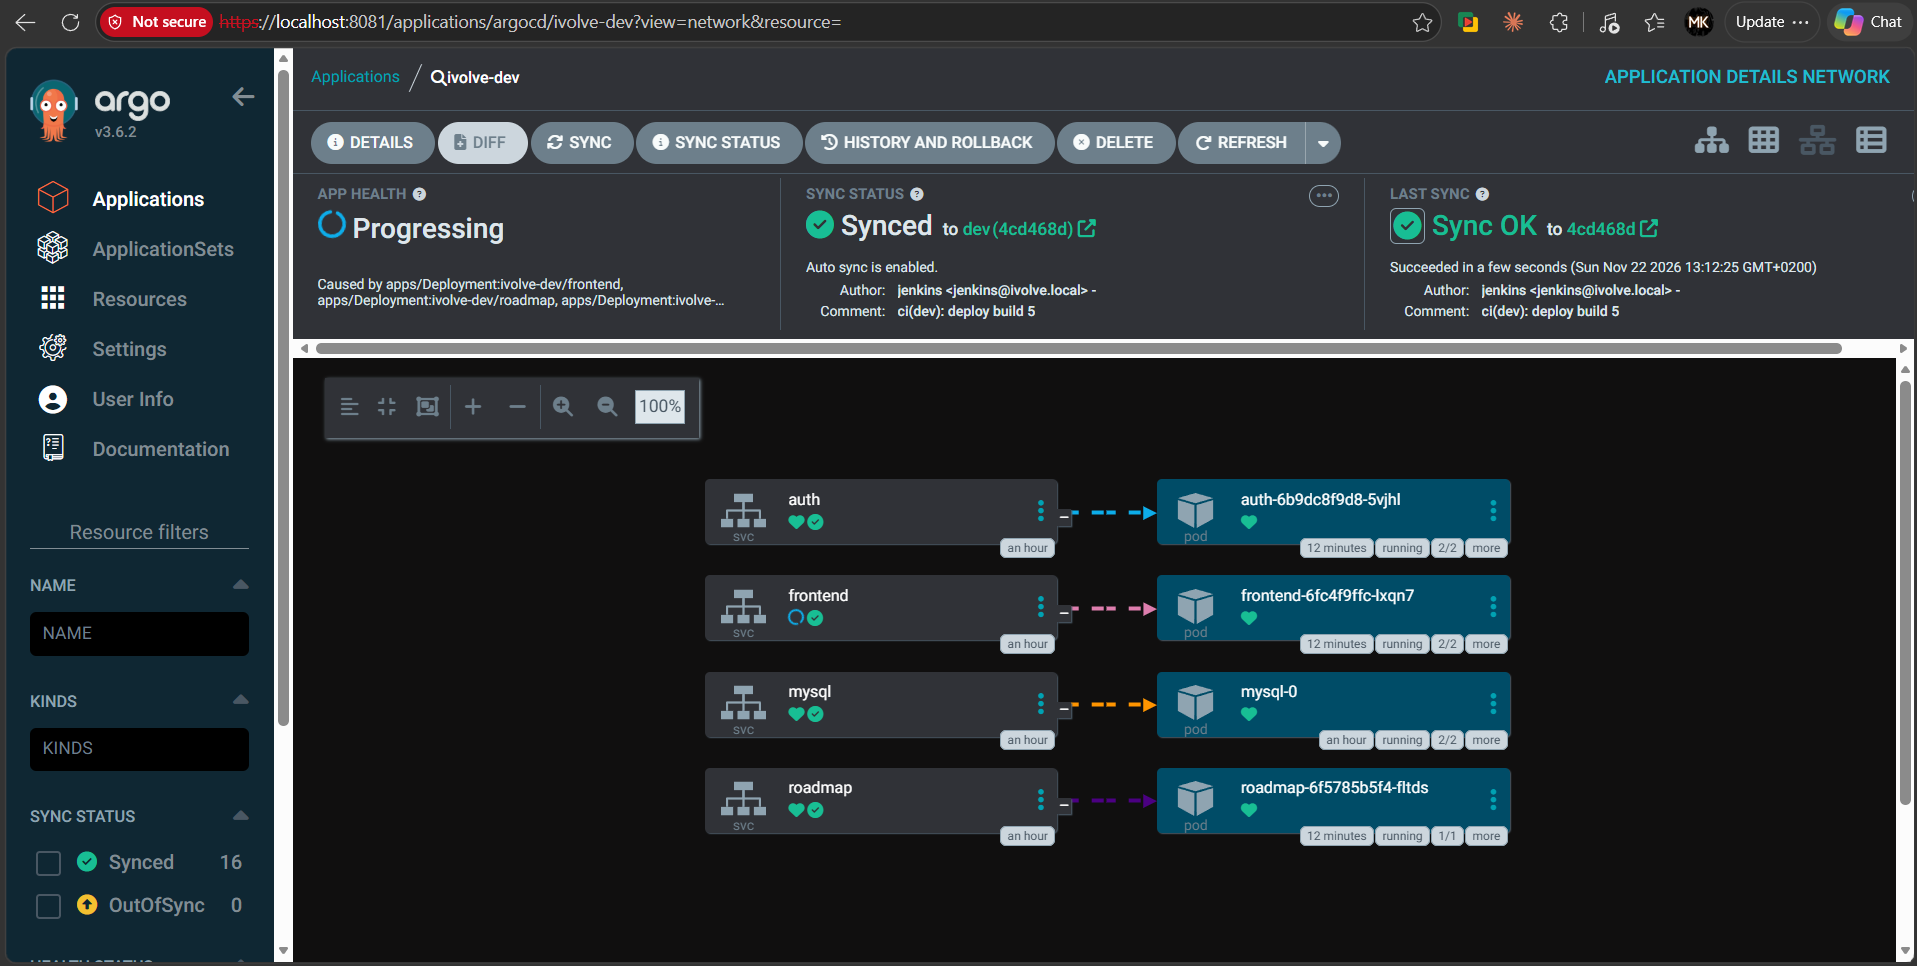 Not secure https://localhost:8081/applications/argocd/ivolve-dev?view=network&resource=
MK
Update
Chat
argo
v3.6.2
Applications
ApplicationSets
Resources
Settings
User Info
Documentation
Resource filters
NAME
NAME
KINDS
KINDS
SYNC STATUS
Synced 16
OutOfSync 0
Applications / ivolve-dev
APPLICATION DETAILS NETWORK
DETAILS DIFF SYNC SYNC STATUS HISTORY AND ROLLBACK DELETE REFRESH
APP HEALTH
Progressing
Caused by apps/Deployment:ivolve-dev/frontend,
apps/Deployment:ivolve-dev/roadmap, apps/Deployment:ivolve-...
SYNC STATUS
Synced to dev (4cd468d)
Auto sync is enabled.
Author: jenkins <jenkins@ivolve.local> -
Comment: ci(dev): deploy build 5
LAST SYNC
Sync OK to 4cd468d
Succeeded in a few seconds (Sun Nov 22 2026 13:12:25 GMT+0200)
Author: jenkins <jenkins@ivolve.local> -
Comment: ci(dev): deploy build 5
100%
auth
svc
an hour
auth-6b9dc8f9d8-5vjhl
pod
12 minutes running 2/2 more
frontend
svc
an hour
frontend-6fc4f9ffc-lxqn7
pod
12 minutes running 2/2 more
mysql
svc
an hour
mysql-0
pod
an hour running 2/2 more
roadmap
svc
an hour
roadmap-6f5785b5f4-fltds
pod
12 minutes running 1/1 more